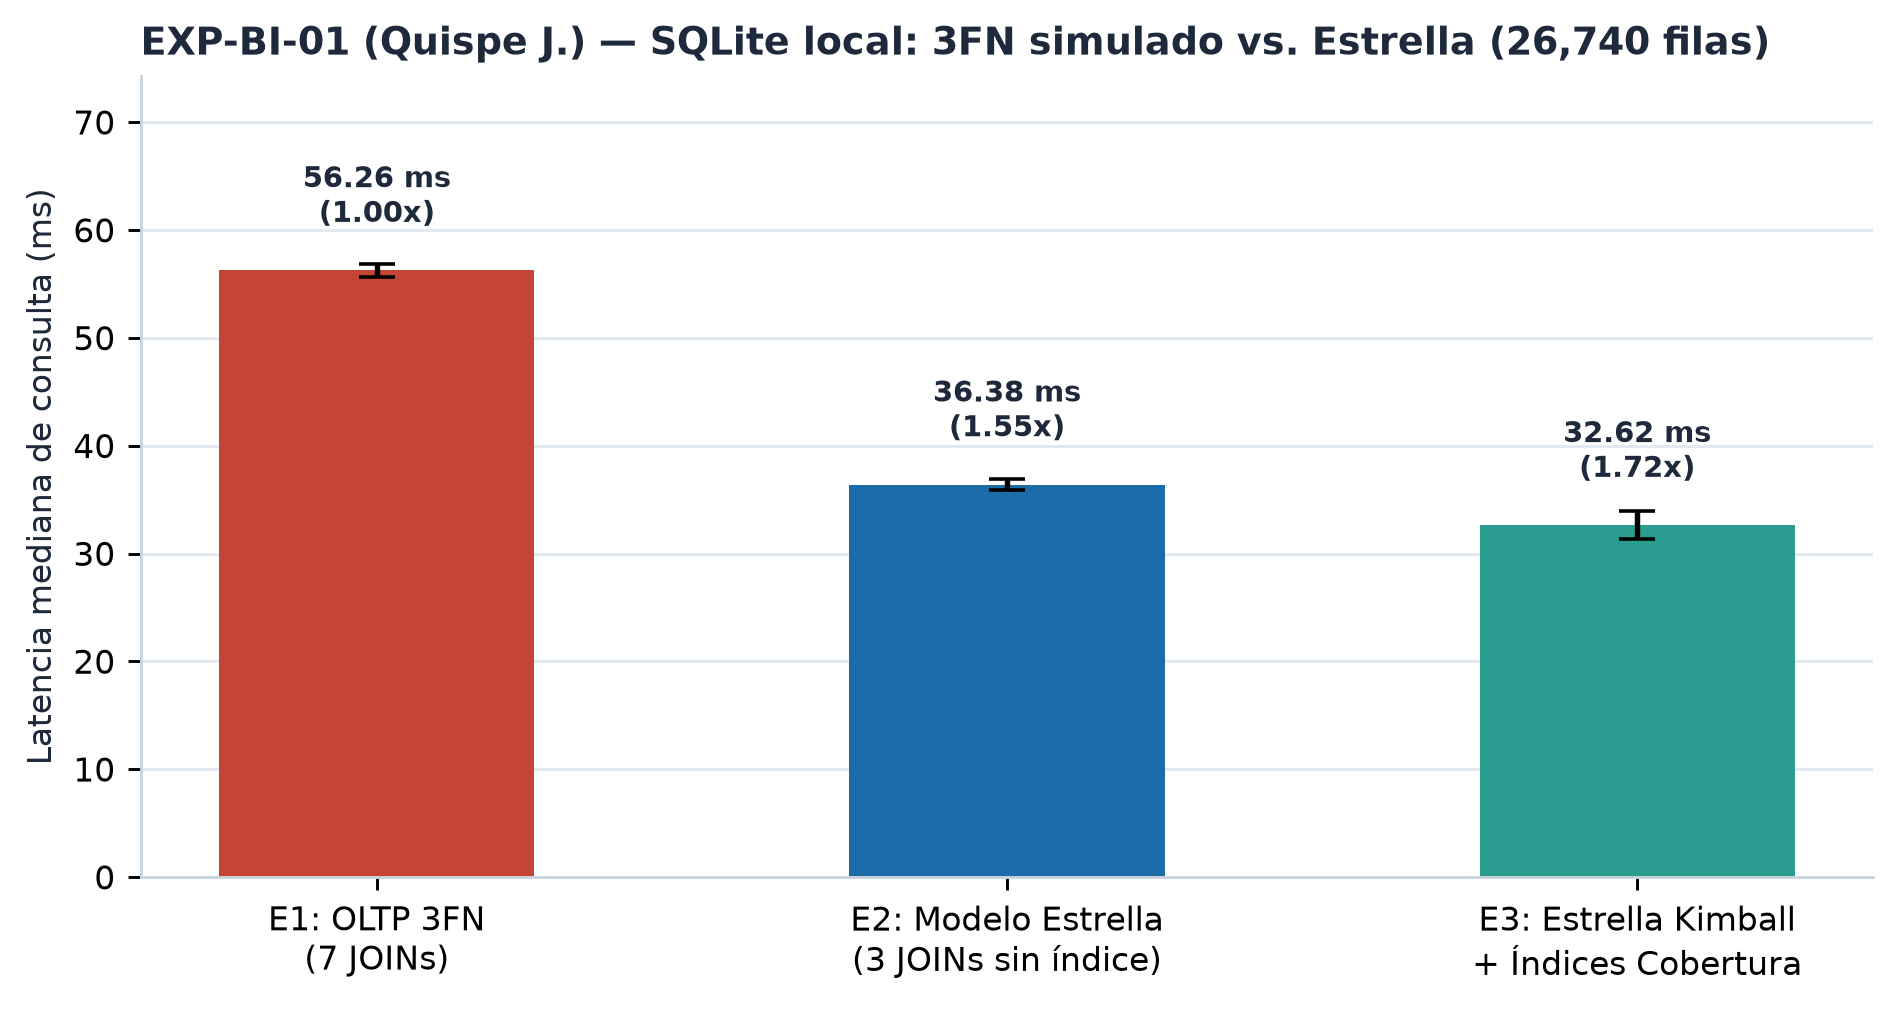 EXP-BI-01 (Quispe J.) — SQLite local: 3FN simulado vs. Estrella (26,740 filas)
Latencia mediana de consulta (ms)
70
60
50
40
30
20
10
0
56.26 ms
(1.00x)
36.38 ms
(1.55x)
32.62 ms
(1.72x)
E1: OLTP 3FN
(7 JOINs)
E2: Modelo Estrella
(3 JOINs sin índice)
E3: Estrella Kimball
+ Índices Cobertura